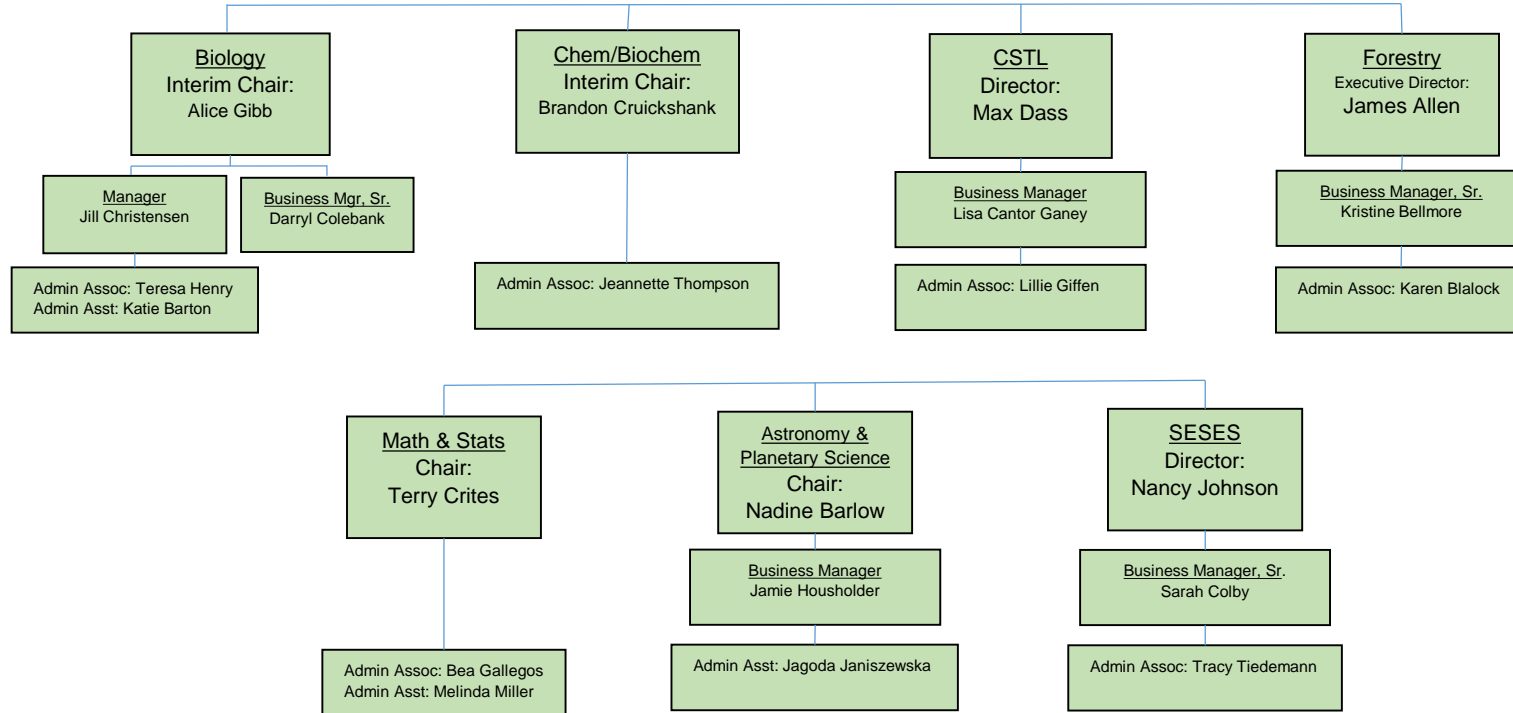 Biology
Interim Chair:
Alice Gibb
Chem/Biochem
Interim Chair:
Brandon Cruickshank
CSTL
Director:
Max Dass
Forestry
Executive Director:
James Allen
Manager
Jill Christensen
Business Mgr, Sr.
Darryl Colebank
Business Manager
Lisa Cantor Ganey
Business Manager, Sr.
Kristine Bellmore
Admin Assoc: Teresa Henry
Admin Asst: Katie Barton
Admin Assoc: Jeannette Thompson
Admin Assoc: Lillie Giffen
Admin Assoc: Karen Blalock
Math & Stats
Chair:
Terry Crites
Astronomy &
Planetary Science
Chair:
Nadine Barlow
SESES
Director:
Nancy Johnson
Business Manager
Jamie Housholder
Business Manager, Sr.
Sarah Colby
Admin Assoc: Bea Gallegos
Admin Asst: Melinda Miller
Admin Asst: Jagoda Janiszewska
Admin Assoc: Tracy Tiedemann